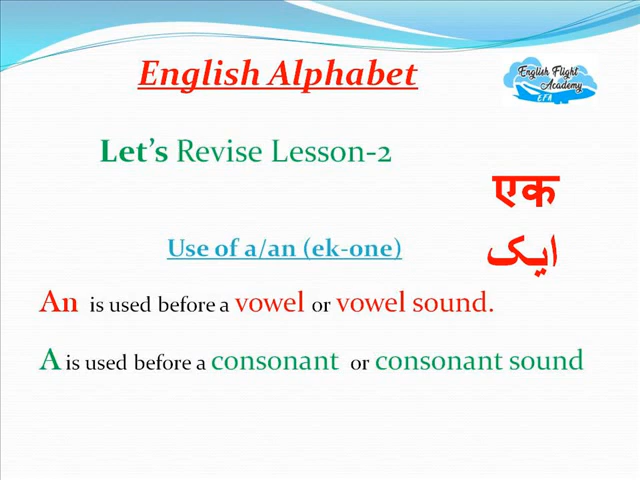 English Alphabet
English Flight
Academy
EFA
Let's Revise Lesson-2
एक
ایک
Use of a/an (ek-one)
An is used before a vowel or vowel sound.
A is used before a consonant or consonant sound